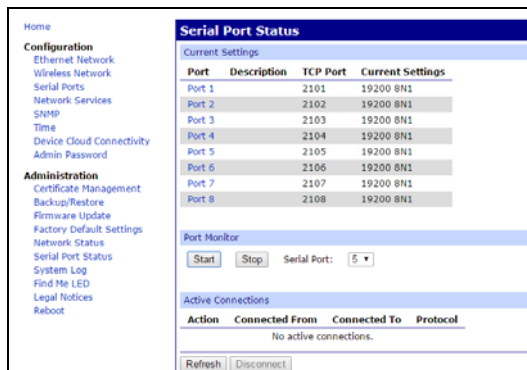 Home
Configuration
Ethernet Network
Wireless Network
Serial Ports
Network Services
SNMP
Time
Device Cloud Connectivity
Admin Password
Administration
Certificate Management
Backup/Restore
Firmware Update
Factory Default Settings
Network Status
Serial Port Status
System Log
Find Me LED
Legal Notices
Reboot
Serial Port Status
Current Settings
Port Description TCP Port Current Settings
Port 1 2101 19200 8N1
Port 2 2102 19200 8N1
Port 3 2103 19200 8N1
Port 4 2104 19200 8N1
Port 5 2105 19200 8N1
Port 6 2106 19200 8N1
Port 7 2107 19200 8N1
Port 8 2108 19200 8N1
Port Monitor
Start Stop Serial Port: 5
Active Connections
Action Connected From Connected To Protocol
No active connections.
Refresh Disconnect